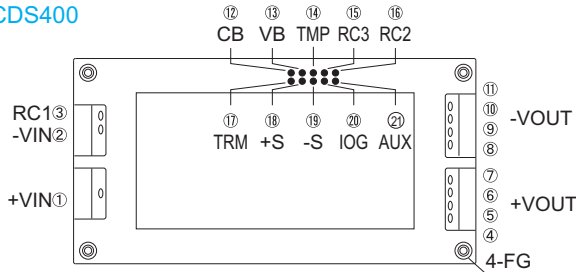 CDS400
⑫ ⑬ ⑭ ⑮ ⑯
CB VB TMP RC3 RC2
RC1③
-VIN②
+VIN①
⑰ ⑱ ⑲ ⑳ ㉑
TRM +S -S IOG AUX
⑪
⑩
⑨
⑧
-VOUT
⑦
⑥
⑤
④
+VOUT
4-FG